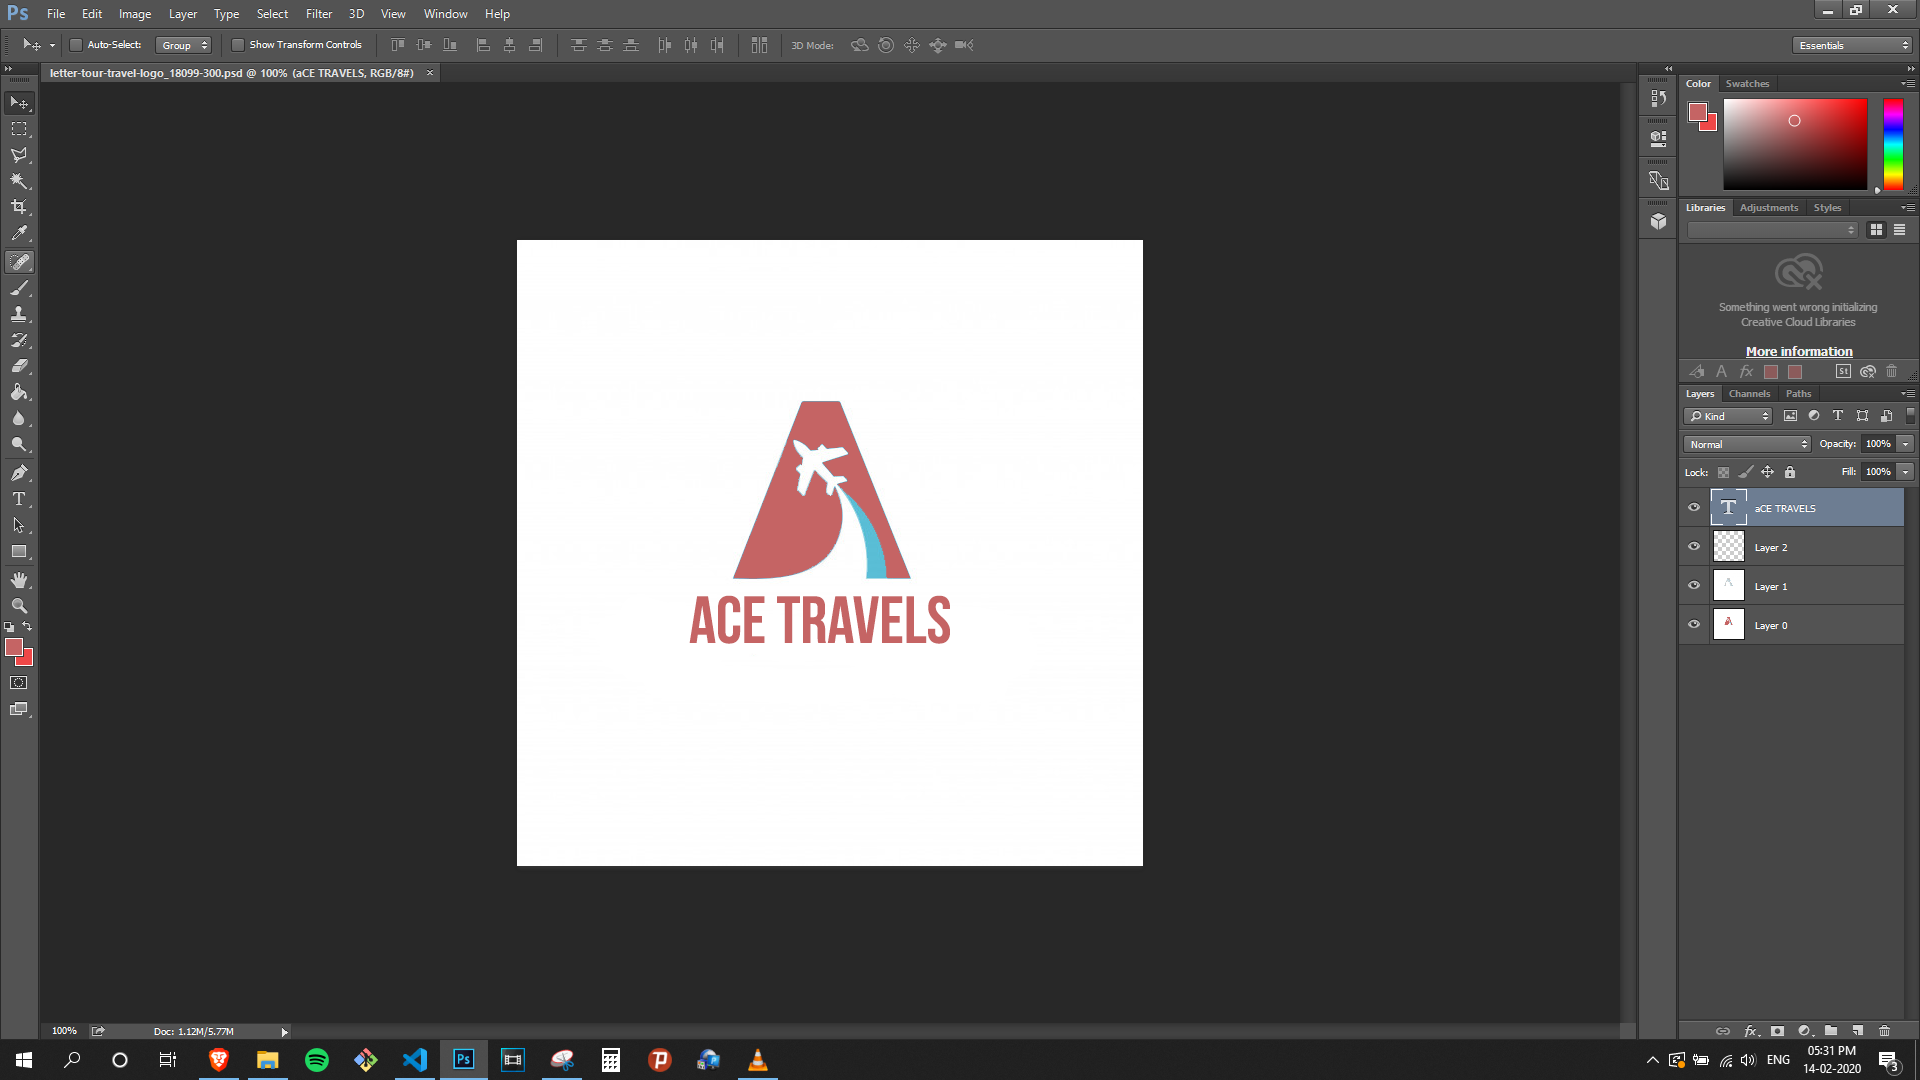 Ps File Edit Image Layer Type Select Filter 3D View Window Help
Auto-Select: Group Show Transform Controls 3D Mode: Essentials
letter-tour-travel-logo_18099-300.psd @ 100% (aCE TRAVELS, RGB/8#) ×
Color Swatches
Libraries Adjustments Styles
Something went wrong initializing
Creative Cloud Libraries
More information
A fx St
Layers Channels Paths
Kind T
Normal Opacity: 100%
Lock: Fill: 100%
T aCE TRAVELS
Layer 2
Layer 1
Layer 0
T
ACE TRAVELS
100% Doc: 1.12M/5.77M
fx
Ps ENG 05:31 PM
14-02-2020
3